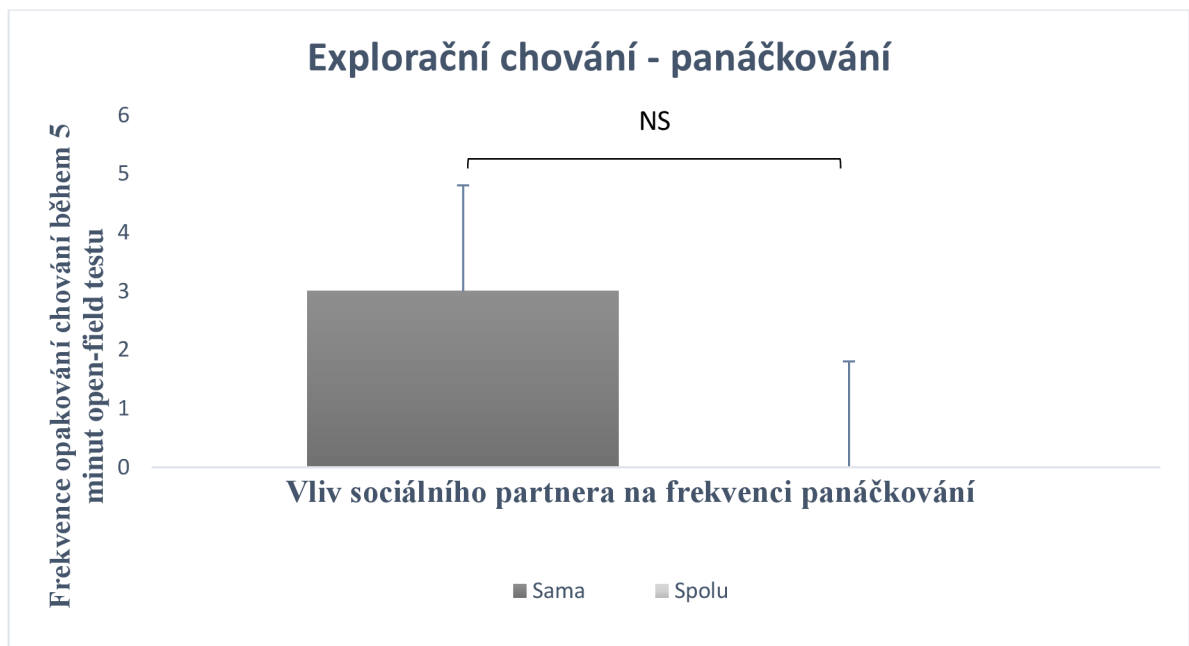 Explorační chování - panáčkování
Frekvence opakování chování během 5
minut open-field testu
6
5
4
3
2
1
0
NS
Vliv sociálního partnera na frekvenci panáčkování
Sama
Spolu